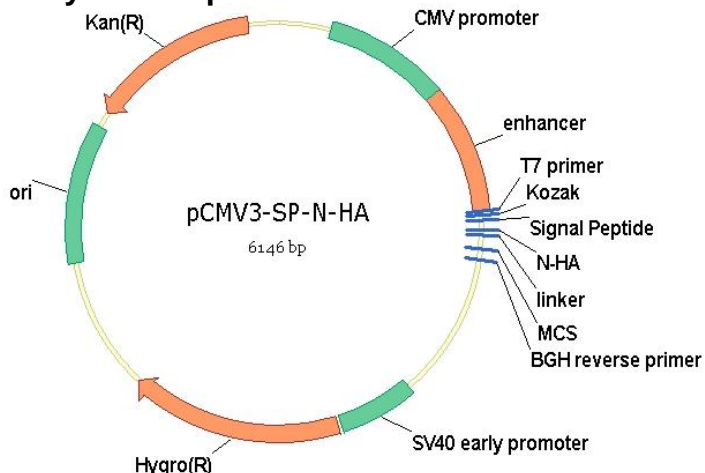 Kan(R)
CMV promoter
enhancer
T7 primer
Kozak
ori
pCMV3-SP-N-HA
6146 bp
Signal Peptide
N-HA
linker
MCS
BGH reverse primer
SV40 early promoter
Hygro(R)